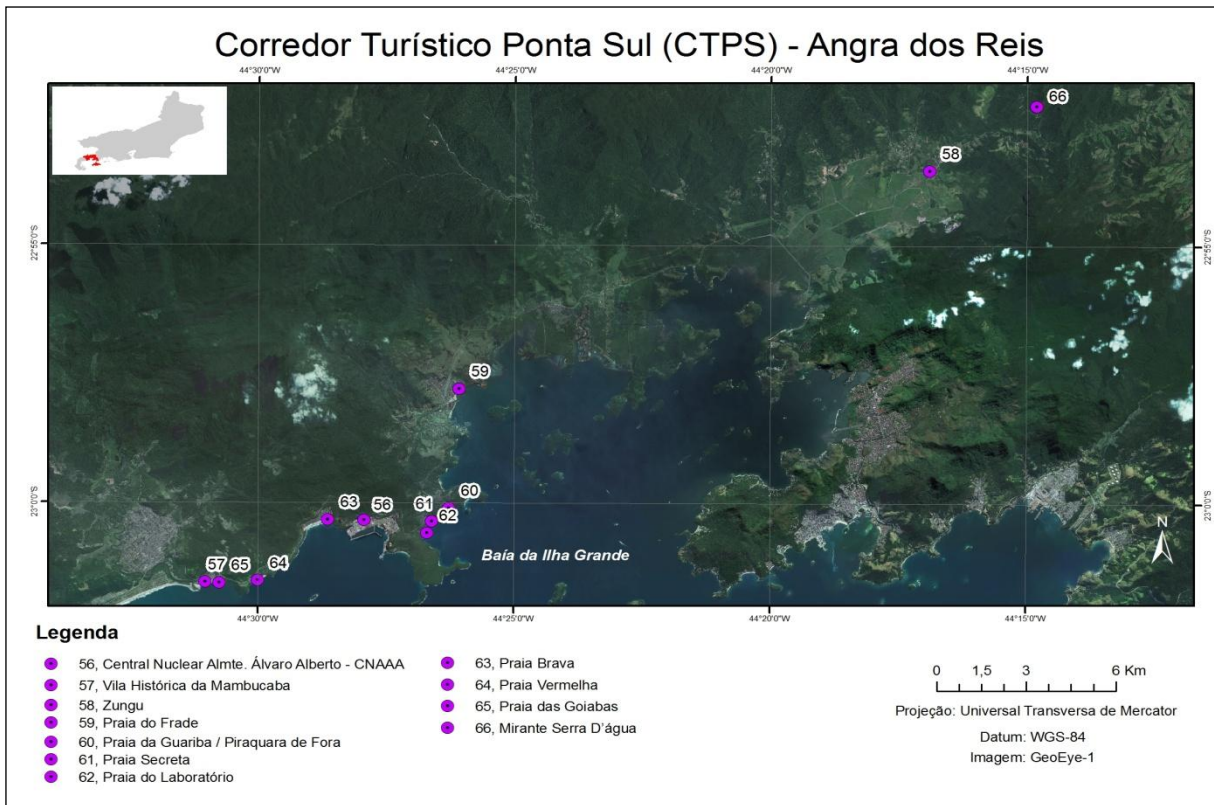 Corredor Turístico Ponta Sul (CTPS) - Angra dos Reis
44°30'0"W 44°25'0"W 44°20'0"W 44°15'0"W
66
58
22°55'0"S 22°55'0"S
59
60
23°0'0"S 63 56 61 23°0'0"S
62
N
Baía da Ilha Grande
57 65 64
44°30'0"W 44°25'0"W 44°20'0"W 44°15'0"W
Legenda
56, Central Nuclear Almte. Álvaro Alberto - CNAAA
57, Vila Histórica da Mambucaba
58, Zungu
59, Praia do Frade
60, Praia da Guariba / Piraquara de Fora
61, Praia Secreta
62, Praia do Laboratório
63, Praia Brava
64, Praia Vermelha
65, Praia das Goiabas
66, Mirante Serra D'água
0 1,5 3 6 Km
Projeção: Universal Transversa de Mercator
Datum: WGS-84
Imagem: GeoEye-1